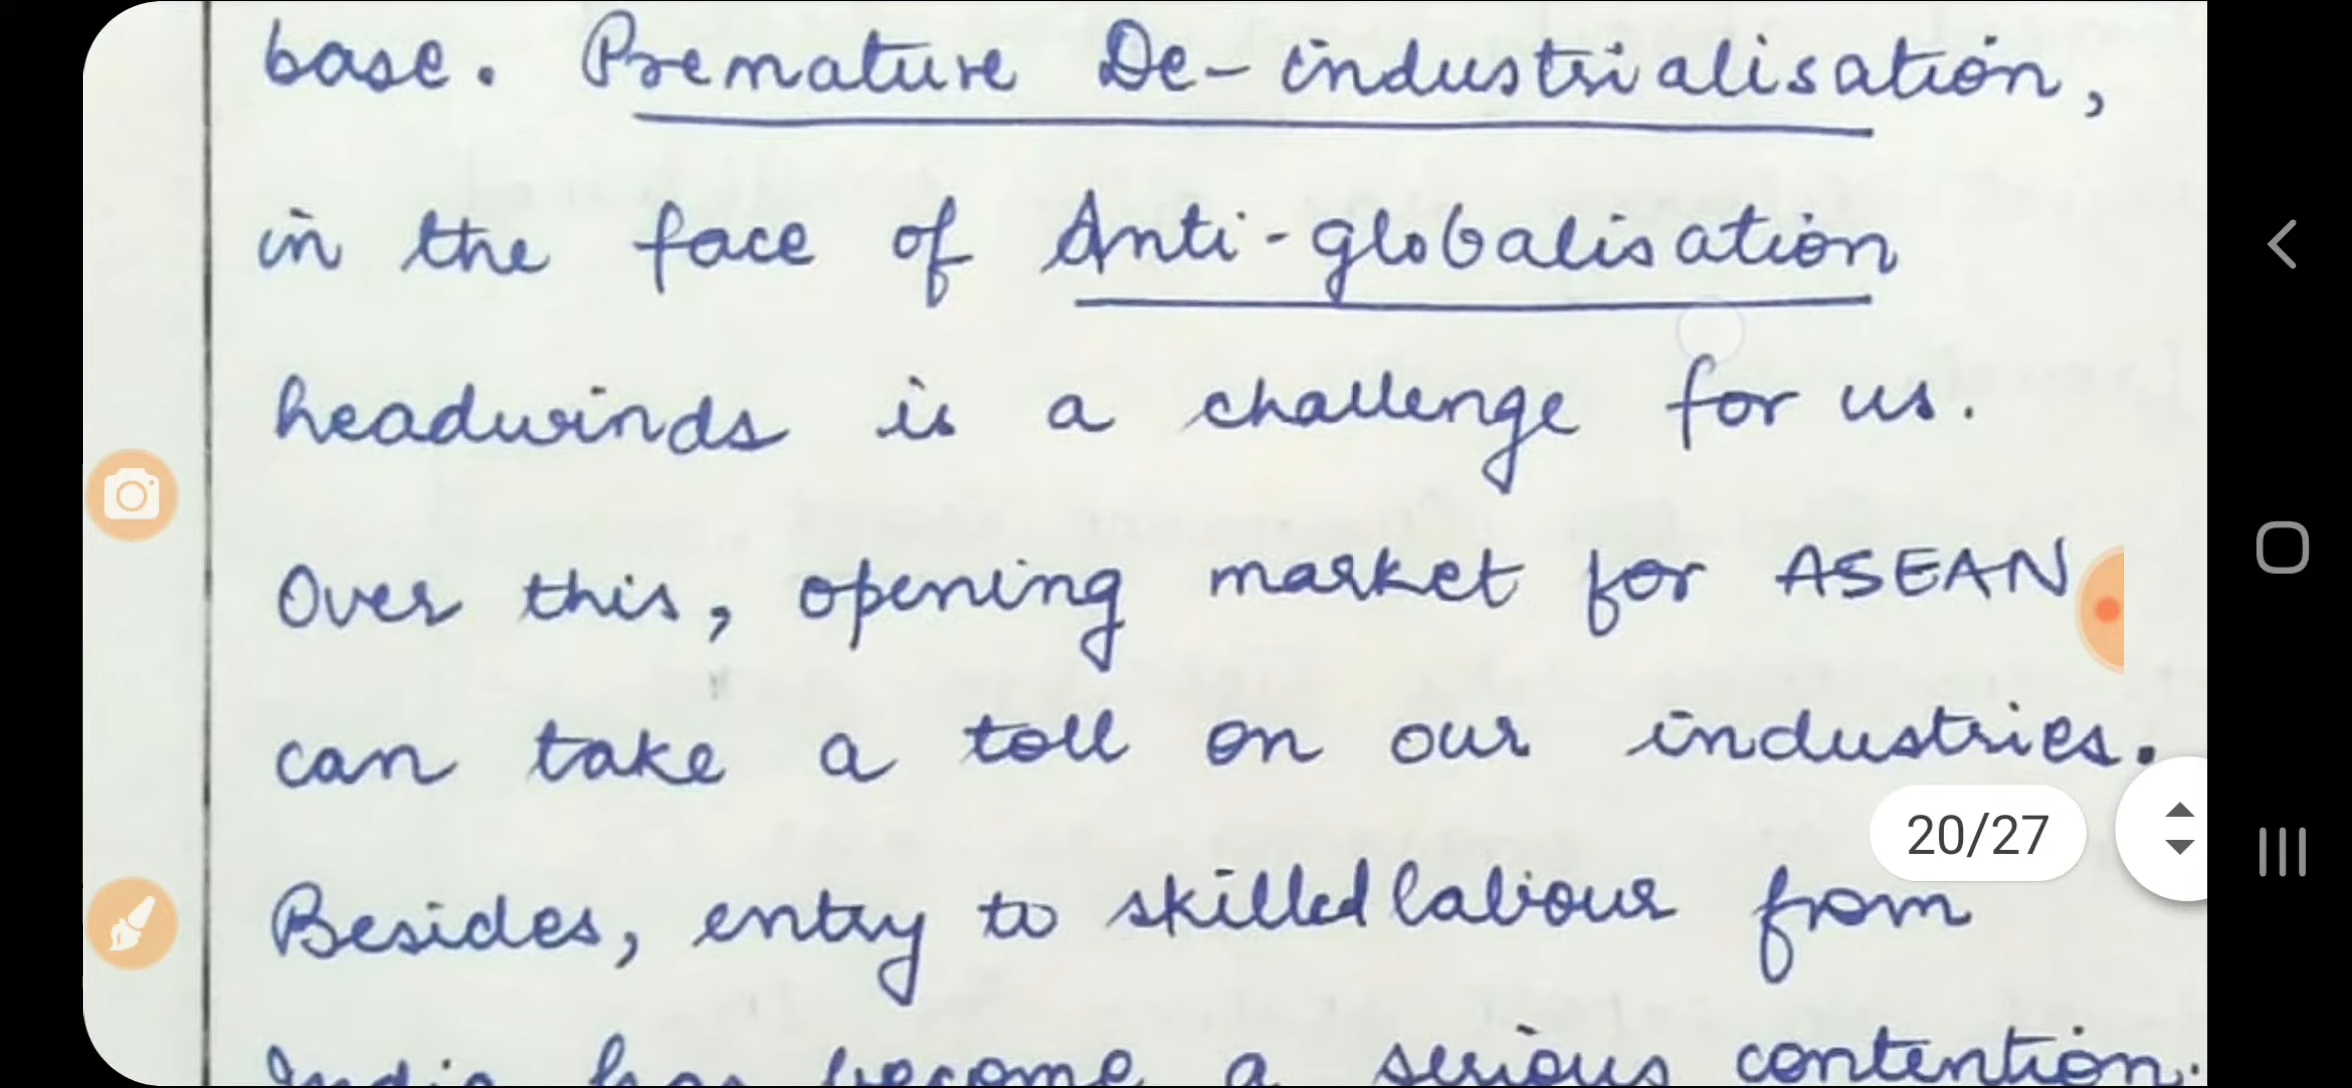 base. Premature De-industrialisation,
in the face of Anti-globalisation
headwinds is a challenge for us.
Over this, opening market for ASEAN
can take a toll on our industries.
20/27
Besides, entry to skilled labour from
India has become a serious contention.